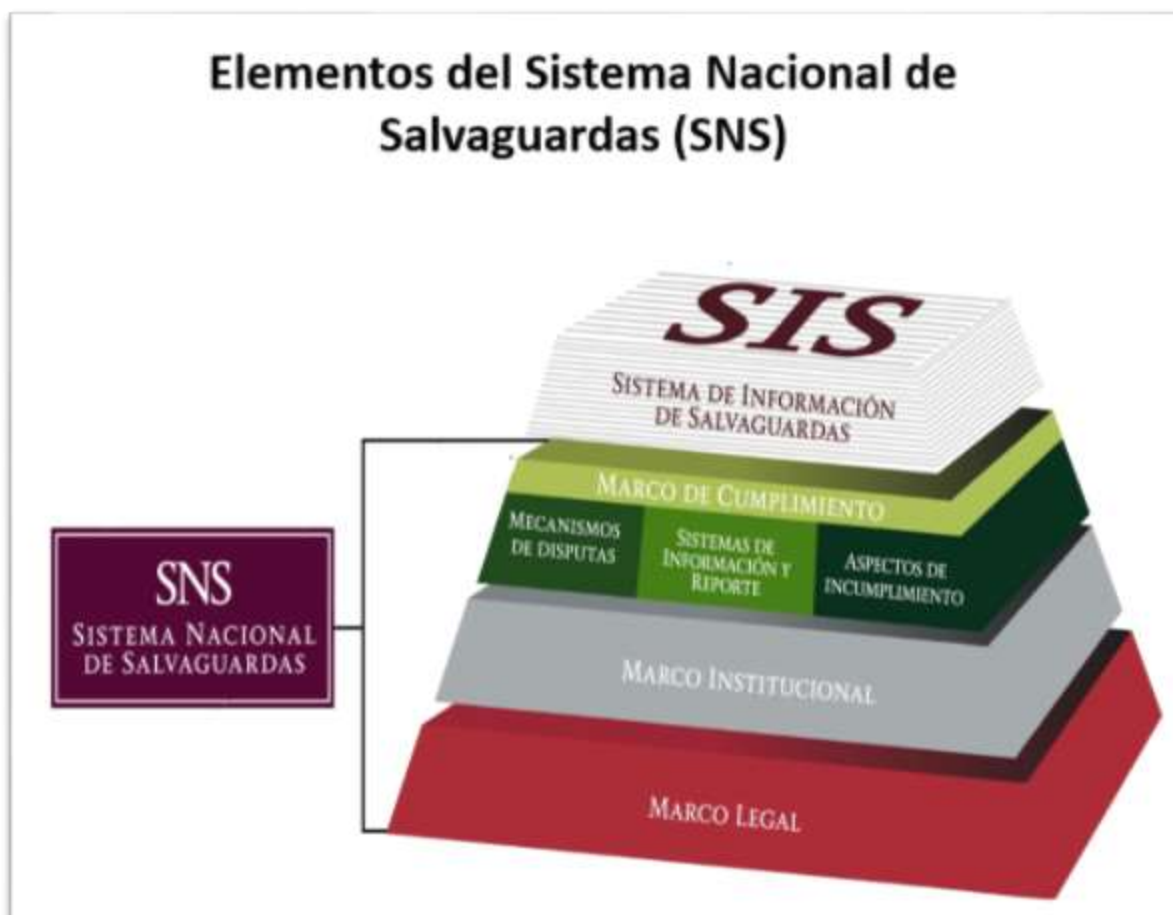 Elementos del Sistema Nacional de
Salvaguardas (SNS)
SIS
SISTEMA DE INFORMACIÓN
DE SALVAGUARDAS
MARCO DE CUMPLIMIENTO
MECANISMOS
DE DISPUTAS
SISTEMAS DE
INFORMACIÓN Y
REPORTE
ASPECTOS DE
INCUMPLIMIENTO
SNS
SISTEMA NACIONAL
DE SALVAGUARDAS
MARCO INSTITUCIONAL
MARCO LEGAL